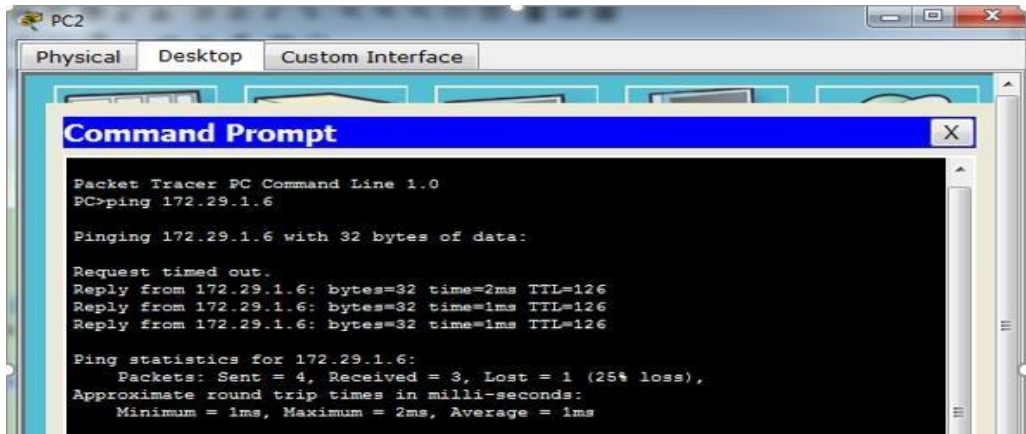 PC2
Physical Desktop Custom Interface
Command Prompt X
Packet Tracer PC Command Line 1.0
PC>ping 172.29.1.6
Pinging 172.29.1.6 with 32 bytes of data:
Request timed out.
Reply from 172.29.1.6: bytes=32 time=2ms TTL=126
Reply from 172.29.1.6: bytes=32 time=1ms TTL=126
Reply from 172.29.1.6: bytes=32 time=1ms TTL=126
Ping statistics for 172.29.1.6:
Packets: Sent = 4, Received = 3, Lost = 1 (25% loss),
Approximate round trip times in milli-seconds:
Minimum = 1ms, Maximum = 2ms, Average = 1ms